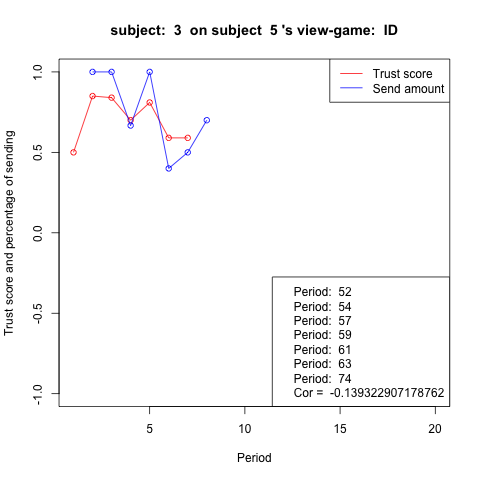 subject:  3  on subject  5 's view-game:  ID
Trust score
Send amount
Trust score and percentage of sending
1.0
0.5
0.0
-0.5
-1.0
Period:  52
Period:  54
Period:  57
Period:  59
Period:  61
Period:  63
Period:  74
Cor =  -0.139322907178762
5
10
15
20
Period